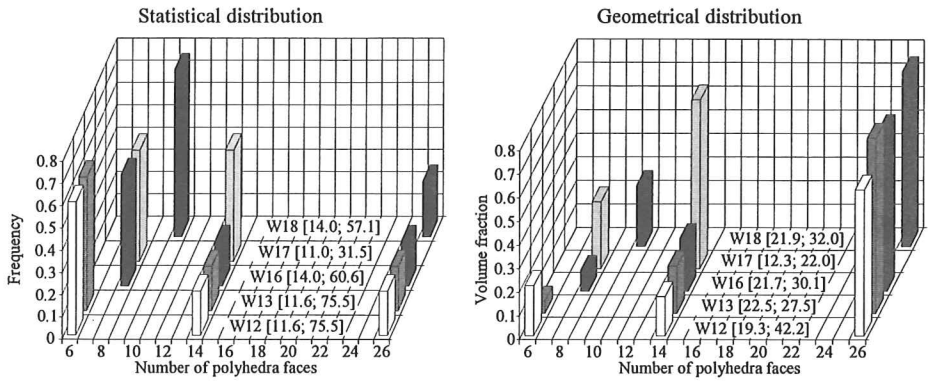 Statistical distribution
Frequency
0.8
0.7
0.6
0.5
0.4
0.3
0.2
0.1
0
W18 [14.0; 57.1]
W17 [11.0; 31.5]
W16 [14.0; 60.6]
W13 [11.6; 75.5]
W12 [11.6; 75.5]
6 8 10 12 14 16 18 20 22 24 26
Number of polyhedra faces
Geometrical distribution
Volume fraction
0.8
0.7
0.6
0.5
0.4
0.3
0.2
0.1
0
W18 [21.9; 32.0]
W17 [12.3; 22.0]
W16 [21.7; 30.1]
W13 [22.5; 27.5]
W12 [19.3; 42.2]
6 8 10 12 14 16 18 20 22 24 26
Number of polyhedra faces